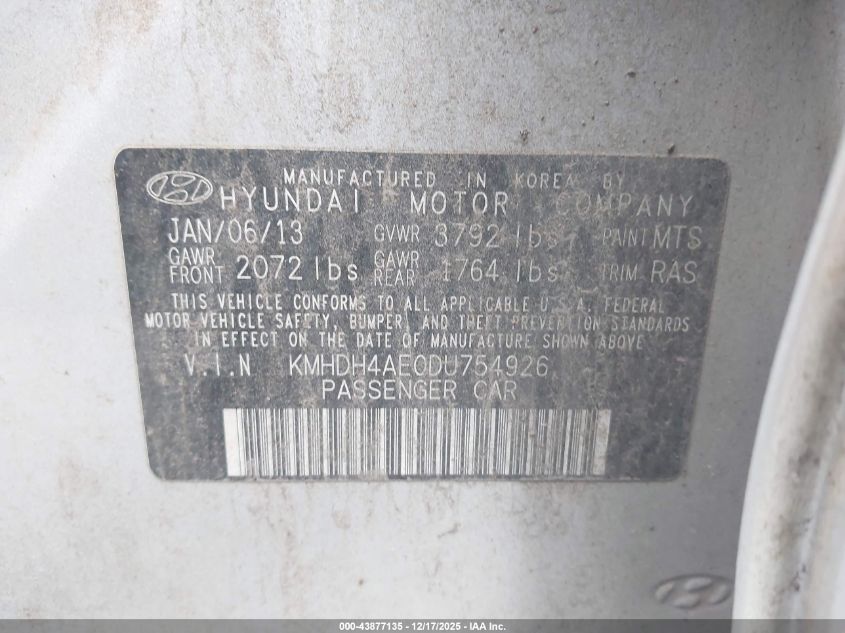 MANUFACTURED IN KOREA BY
HYUNDAI MOTOR COMPANY
JAN/06/13 GVWR 3792 lbs PAINT MTS
GAWR FRONT 2072 lbs GAWR REAR 1764 lbs TRIM RAS
THIS VEHICLE CONFORMS TO ALL APPLICABLE U.S.A. FEDERAL
MOTOR VEHICLE SAFETY, BUMPER, AND THEFT PREVENTION STANDARDS
IN EFFECT ON THE DATE OF MANUFACTURE SHOWN ABOVE.
V.I.N KMHDH4AE0DU754926
PASSENGER CAR
000-43877135 - 12/17/2025 - IAA Inc.